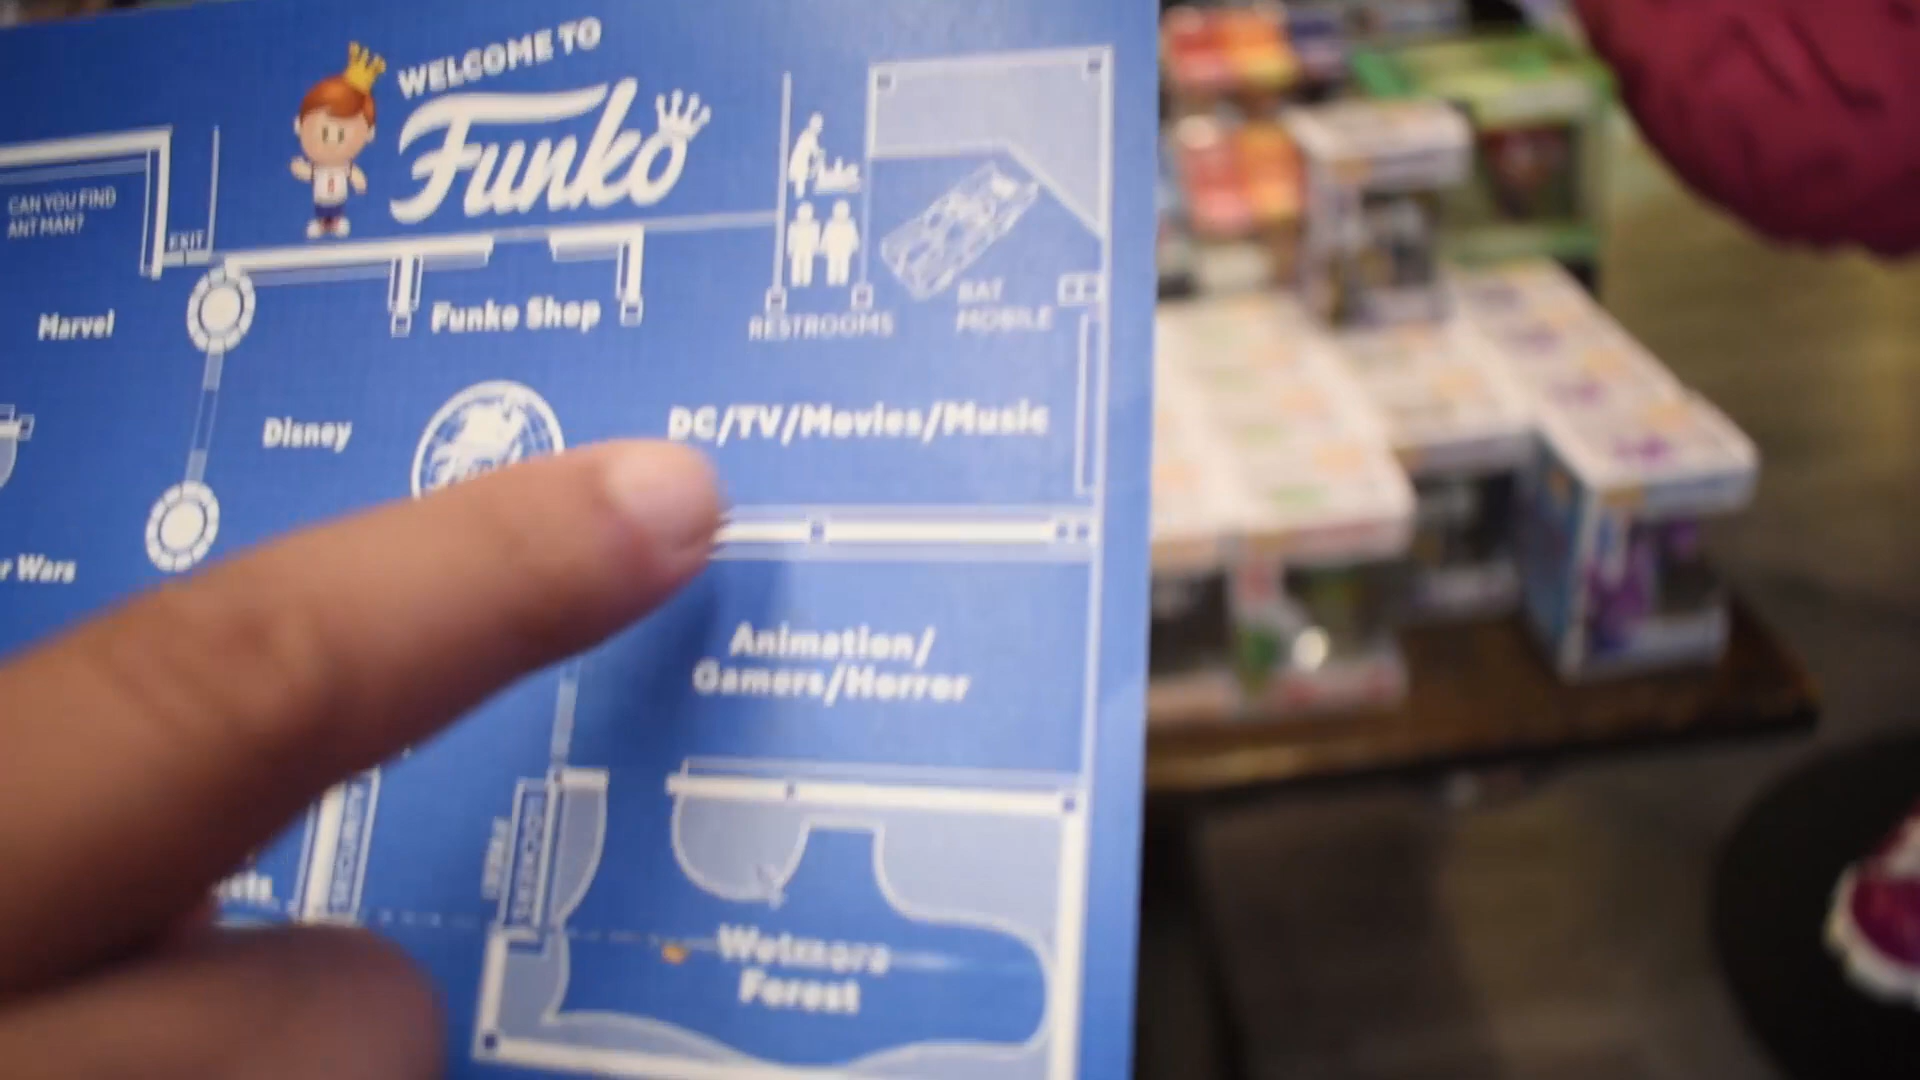 WELCOME TO
Funko
CAN YOU FIND
ANT MAN?
EXIT
Marvel
Funko Shop
RESTROOMS
BAT
MOBILE
Disney
DC/TV/Movies/Music
Wars
Animation/
Gamers/Horror
Wetmore
Forest